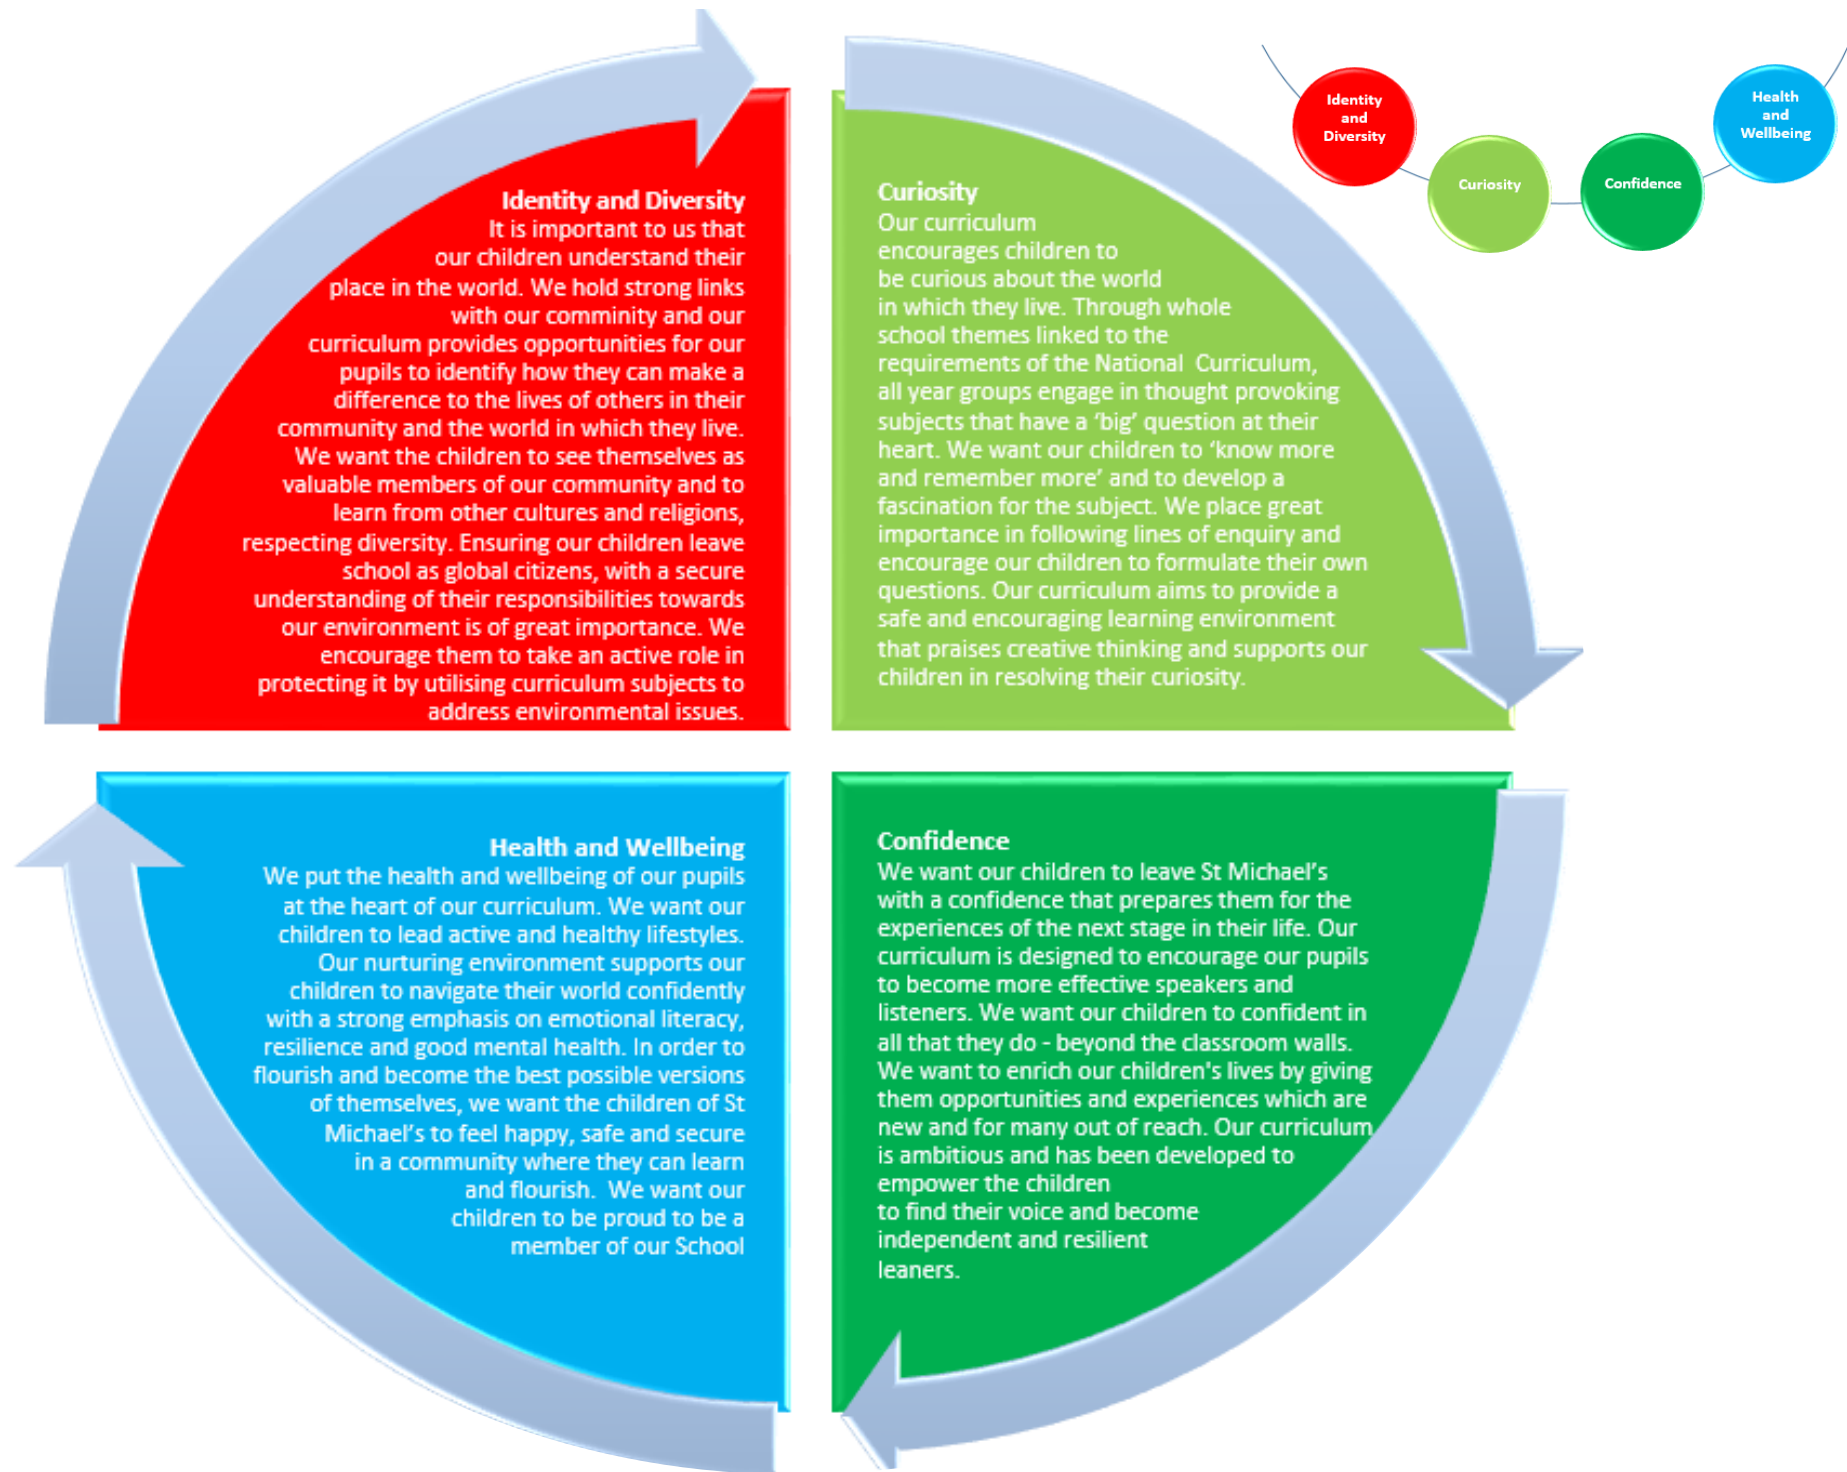 Identity and Diversity
It is important to us that
our children understand their
place in the world. We hold strong links
with our comminity and our
curriculum provides opportunities for our
pupils to identify how they can make a
difference to the lives of others in their
community and the world in which they live.
We want the children to see themselves as
valuable members of our community and to
learn from other cultures and religions,
respecting diversity. Ensuring our children leave
school as global citizens, with a secure
understanding of their responsibilities towards
our environment is of great importance. We
encourage them to take an active role in
protecting it by utilising curriculum subjects to
address environmental issues.
Curiosity
Our curriculum
encourages children to
be curious about the world
in which they live. Through whole
school themes linked to the
requirements of the National  Curriculum,
all year groups engage in thought provoking
subjects that have a ‘big’ question at their
heart. We want our children to ‘know more
and remember more’ and to develop a
fascination for the subject. We place great
importance in following lines of enquiry and
encourage our children to formulate their own
questions. Our curriculum aims to provide a
safe and encouraging learning environment
that praises creative thinking and supports our
children in resolving their curiosity.
Identity
and
Diversity
Curiosity
Confidence
Health
and
Wellbeing
Health and Wellbeing
We put the health and wellbeing of our pupils
at the heart of our curriculum. We want our
children to lead active and healthy lifestyles.
Our nurturing environment supports our
children to navigate their world confidently
with a strong emphasis on emotional literacy,
resilience and good mental health. In order to
flourish and become the best possible versions
of themselves, we want the children of St
Michael’s to feel happy, safe and secure
in a community where they can learn
and flourish.  We want our
children to be proud to be a
member of our School
Confidence
We want our children to leave St Michael’s
with a confidence that prepares them for the
experiences of the next stage in their life. Our
curriculum is designed to encourage our pupils
to become more effective speakers and
listeners. We want our children to confident in
all that they do - beyond the classroom walls.
We want to enrich our children's lives by giving
them opportunities and experiences which are
new and for many out of reach. Our curriculum
is ambitious and has been developed to
empower the children
to find their voice and become
independent and resilient
leaners.